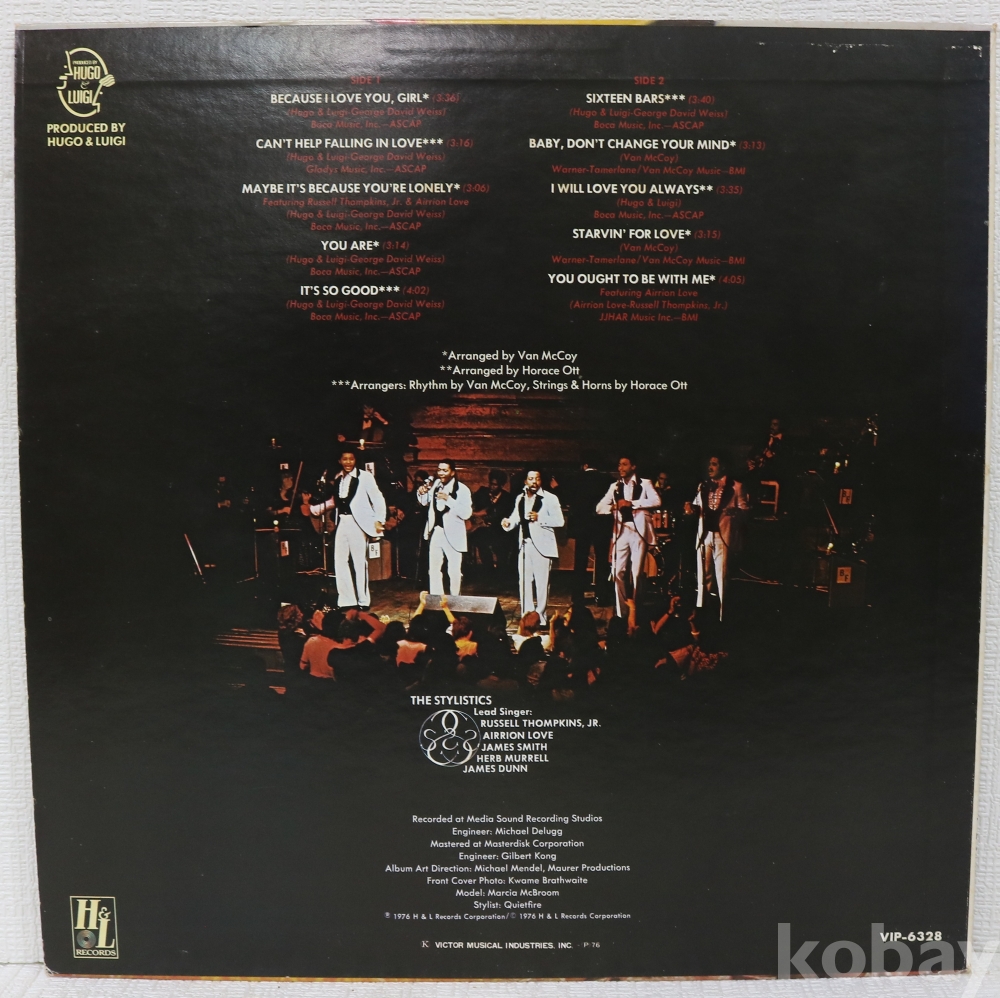 PRODUCED BY
HUGO
&
LUIGI
PRODUCED BY
HUGO & LUIGI
SIDE 1
BECAUSE I LOVE YOU, GIRL* (3:36)
(Hugo & Luigi-George David Weiss)
Boca Music, Inc.—ASCAP
CAN'T HELP FALLING IN LOVE*** (3:16)
(Hugo & Luigi-George David Weiss)
Gladys Music, Inc.—ASCAP
MAYBE IT'S BECAUSE YOU'RE LONELY* (3:06)
Featuring Russell Thompkins, Jr. & Airrion Love
(Hugo & Luigi-George David Weiss)
Boca Music, Inc.—ASCAP
YOU ARE* (3:14)
(Hugo & Luigi-George David Weiss)
Boca Music, Inc.—ASCAP
IT'S SO GOOD*** (4:02)
(Hugo & Luigi-George David Weiss)
Boca Music, Inc.—ASCAP
SIDE 2
SIXTEEN BARS*** (3:40)
(Hugo & Luigi-George David Weiss)
Boca Music, Inc.—ASCAP
BABY, DON'T CHANGE YOUR MIND* (3:13)
(Van McCoy)
Warner-Tamerlane/Van McCoy Music—BMI
I WILL LOVE YOU ALWAYS** (3:35)
(Hugo & Luigi)
Boca Music, Inc.—ASCAP
STARVIN' FOR LOVE* (3:15)
(Van McCoy)
Warner-Tamerlane/Van McCoy Music—BMI
YOU OUGHT TO BE WITH ME* (4:05)
Featuring Airrion Love
(Airrion Love-Russell Thompkins, Jr.)
JJHAR Music Inc.—BMI
*Arranged by Van McCoy
**Arranged by Horace Ott
***Arrangers: Rhythm by Van McCoy, Strings & Horns by Horace Ott
THE STYLISTICS
Lead Singer:
RUSSELL THOMPKINS, JR.
AIRRION LOVE
JAMES SMITH
HERB MURRELL
JAMES DUNN
Recorded at Media Sound Recording Studios
Engineer: Michael Delugg
Mastered at Masterdisk Corporation
Engineer: Gilbert Kong
Album Art Direction: Michael Mendel, Maurer Productions
Front Cover Photo: Kwame Brathwaite
Model: Marcia McBroom
Stylist: Quietfire
℗ 1976 H & L Records Corporation/© 1976 H & L Records Corporation
K VICTOR MUSICAL INDUSTRIES, INC. P-76
H&L
RECORDS
VIP-6328
kobay